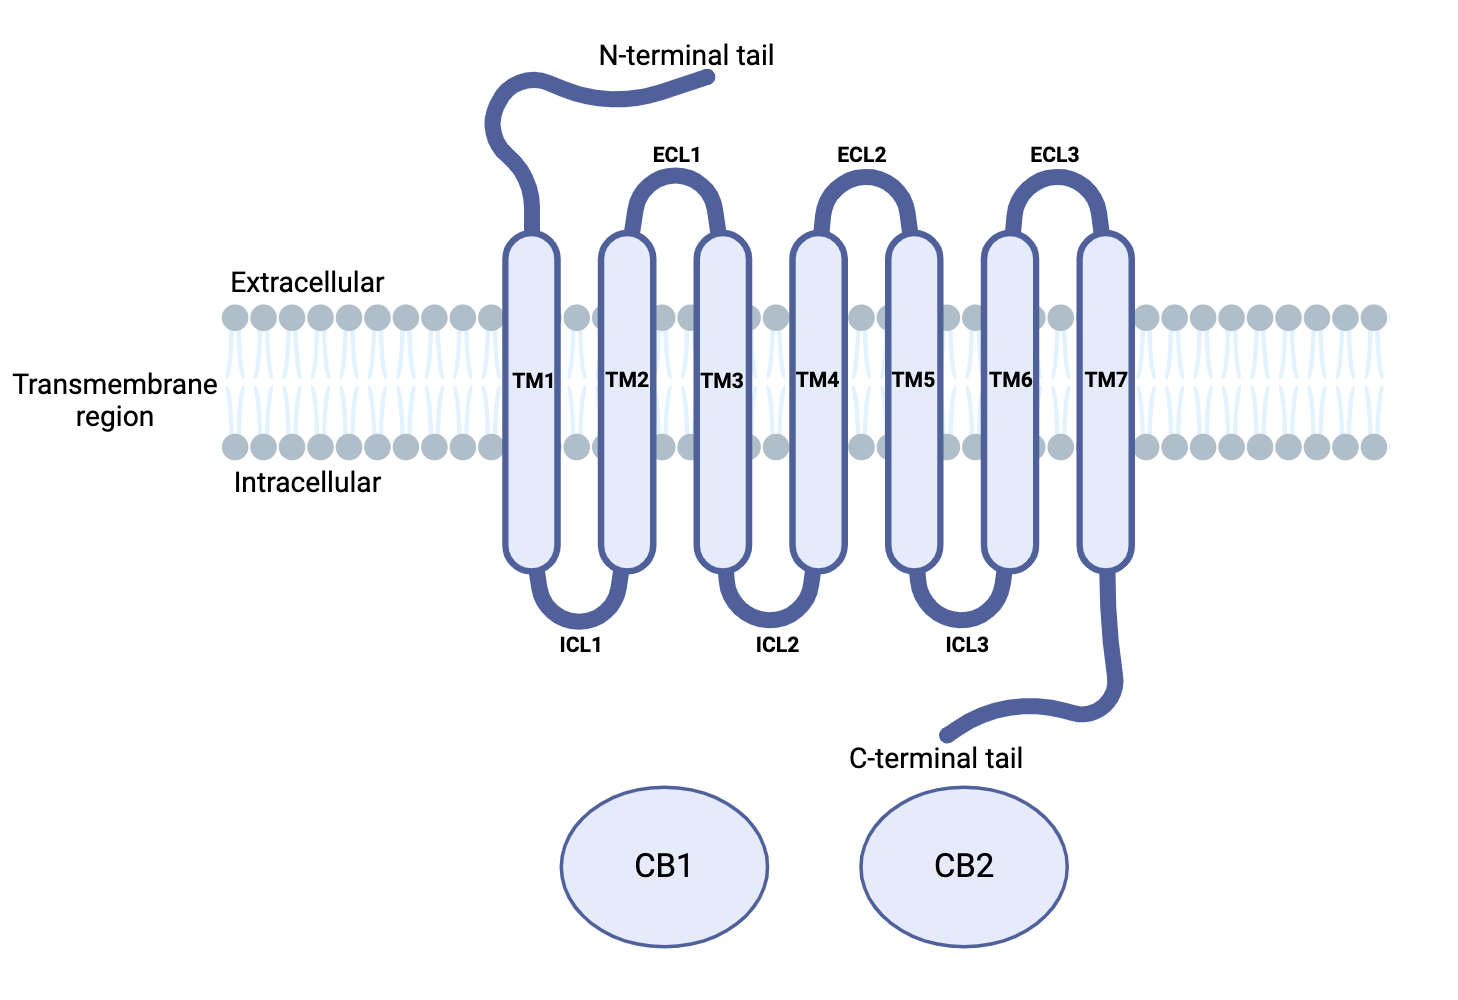 N-terminal tail
ECL1
ECL2
ECL3
Extracellular
TM1
TM2
TM3
TM4
TM5
TM6
TM7
Transmembrane
region
Intracellular
ICL1
ICL2
ICL3
C-terminal tail
CB1
CB2